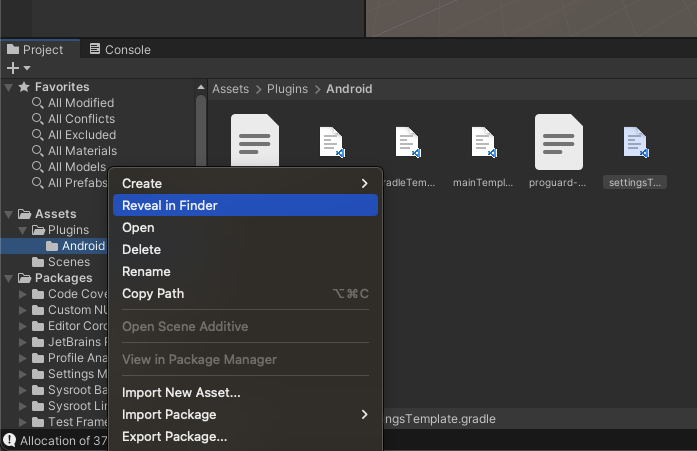 Project
Console
Favorites
All Modified
All Conflicts
All Excluded
All Materials
All Models
All Prefabs
Assets
Plugins
Android
Scenes
Packages
Code Cove
Custom NU
Editor Coro
JetBrains R
Profile Ana
Settings M
Sysroot Ba
Sysroot Lin
Test Frame
Allocation of 37
Assets > Plugins > Android
radleTem...
mainTempl...
proguard-...
settingsT...
Create
Reveal in Finder
Open
Delete
Rename
Copy Path ⌥⌘C
Open Scene Additive
View in Package Manager
Import New Asset...
Import Package
Export Package...
ngsTemplate.gradle